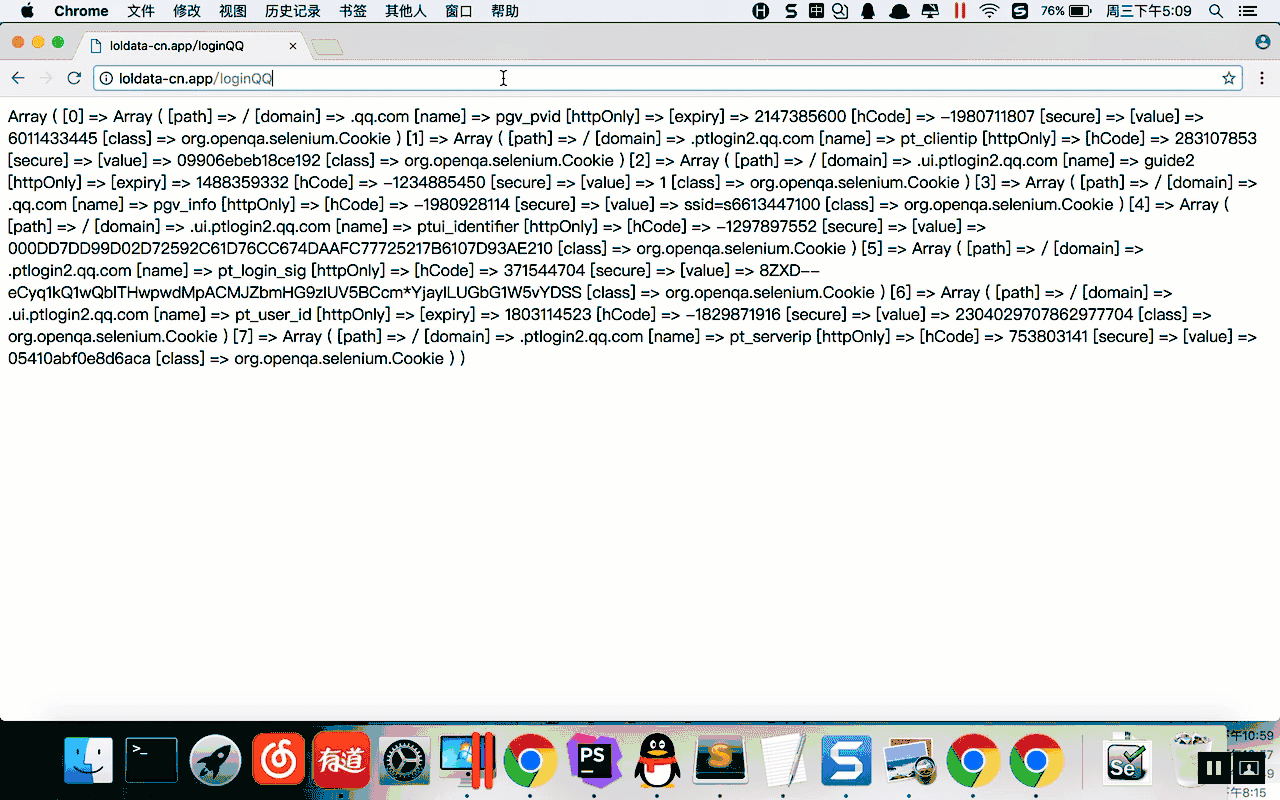 Chrome 文件 修改 视图 历史记录 书签 其他人 窗口 帮助 76% 周三下午5:09
loldata-cn.app/loginQQ
loldata-cn.app/loginQQ
Array ( [0] => Array ( [path] => / [domain] => .qq.com [name] => pgv_pvid [httpOnly] => [expiry] => 2147385600 [hCode] => −1980711807 [secure] => [value] =>
6011433445 [class] => org.openqa.selenium.Cookie ) [1] => Array ( [path] => / [domain] => .ptlogin2.qq.com [name] => pt_clientip [httpOnly] => [hCode] => 283107853
[secure] => [value] => 09906ebeb18ce192 [class] => org.openqa.selenium.Cookie ) [2] => Array ( [path] => / [domain] => .ui.ptlogin2.qq.com [name] => guide2
[httpOnly] => [expiry] => 1488359332 [hCode] => −1234885450 [secure] => [value] => 1 [class] => org.openqa.selenium.Cookie ) [3] => Array ( [path] => / [domain] =>
.qq.com [name] => pgv_info [httpOnly] => [hCode] => −1980928114 [secure] => [value] => ssid=s6613447100 [class] => org.openqa.selenium.Cookie ) [4] => Array (
[path] => / [domain] => .ui.ptlogin2.qq.com [name] => ptui_identifier [httpOnly] => [hCode] => −1297897552 [secure] => [value] =>
000DD7DD99D02D72592C61D76CC674DAAFC77725217B6107D93AE210 [class] => org.openqa.selenium.Cookie ) [5] => Array ( [path] => / [domain] =>
.ptlogin2.qq.com [name] => pt_login_sig [httpOnly] => [hCode] => 371544704 [secure] => [value] => 8ZXD−−
eCyq1kQ1wQbITHwpwdMpACMJZbmHG9zIUV5BCcm*YjayILUGbG1W5vYDSS [class] => org.openqa.selenium.Cookie ) [6] => Array ( [path] => / [domain] =>
.ui.ptlogin2.qq.com [name] => pt_user_id [httpOnly] => [expiry] => 1803114523 [hCode] => −1829871916 [secure] => [value] => 2304029707862977704 [class] =>
org.openqa.selenium.Cookie ) [7] => Array ( [path] => / [domain] => .ptlogin2.qq.com [name] => pt_serverip [httpOnly] => [hCode] => 753803141 [secure] => [value] =>
05410abf0e8d6aca [class] => org.openqa.selenium.Cookie ) )
午10:59
有道
PS
Se
下午8:15